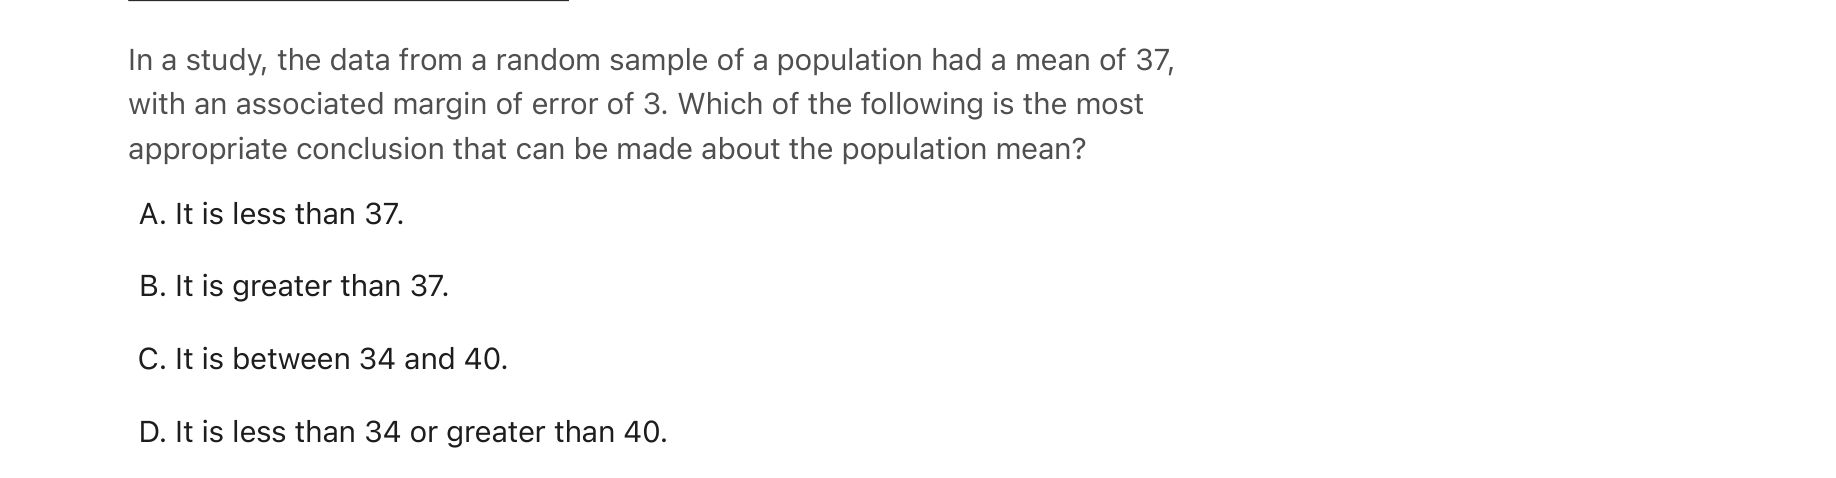 In a study, the data from a random sample of a population had a mean of 37,
with an associated margin of error of 3. Which of the following is the most
appropriate conclusion that can be made about the population mean?
A. It is less than 37.
B. It is greater than 37.
C. It is between 34 and 40.
D. It is less than 34 or greater than 40.